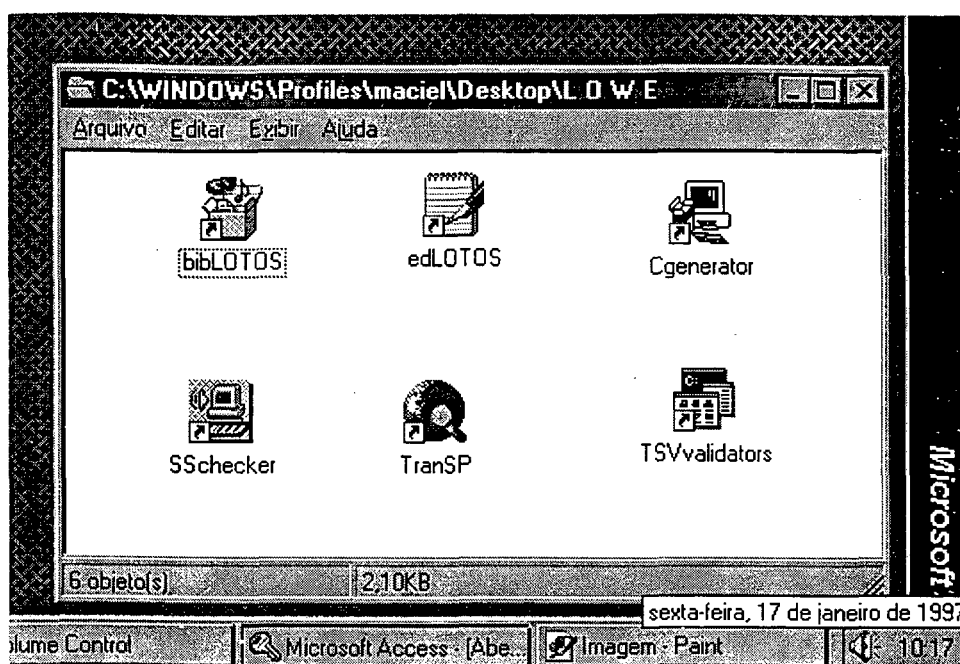 C:\WINDOWS\Profiles\maciel\Desktop\L O W E
Arquivo Editar Exibir Ajuda
bibLOTOS edLOTOS Cgenerator
SSchecker TranSP TSVvalidators
6 objeto(s) 2,10KB
Microsoft
sexta-feira, 17 de janeiro de 1997
olume Control Microsoft Access - [Abe... Imagem - Paint 10:17